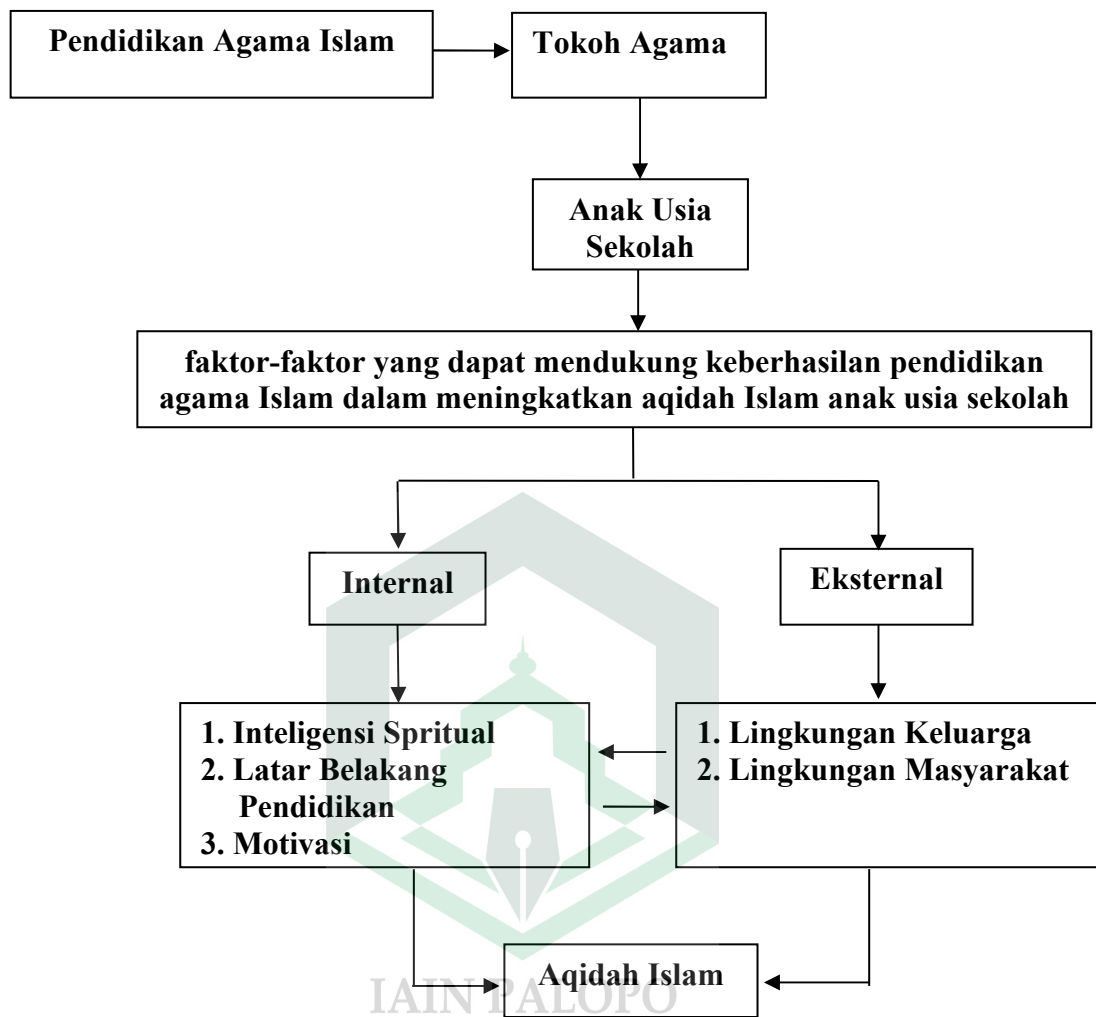 Pendidikan Agama Islam
Tokoh Agama
Anak Usia
Sekolah
faktor-faktor yang dapat mendukung keberhasilan pendidikan
agama Islam dalam meningkatkan aqidah Islam anak usia sekolah
Internal
Eksternal
1. Inteligensi Spritual
2. Latar Belakang
Pendidikan
3. Motivasi
1. Lingkungan Keluarga
2. Lingkungan Masyarakat
Aqidah Islam
IAIN PALOPO